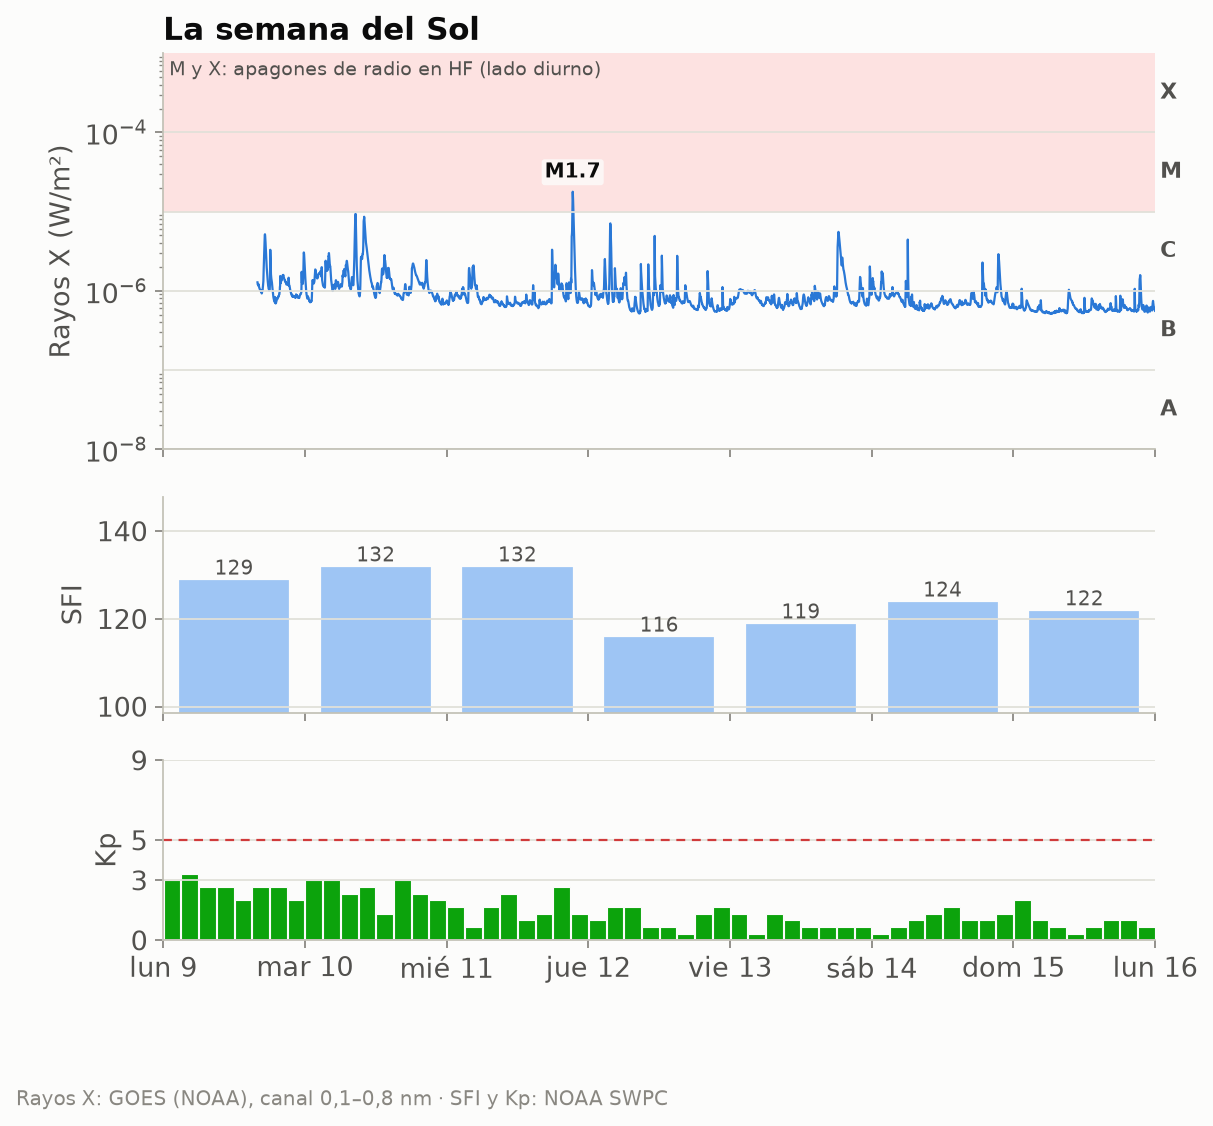 La semana del Sol
M y X: apagones de radio en HF (lado diurno)
X
10⁻⁴
M1.7
M
Rayos X (W/m²)
C
10⁻⁶
B
A
10⁻⁸
140
129
132
132
SFI
124
122
120
116
119
100
9
Kp
5
3
0
lun 9 mar 10 mié 11 jue 12 vie 13 sáb 14 dom 15 lun 16
Rayos X: GOES (NOAA), canal 0,1–0,8 nm · SFI y Kp: NOAA SWPC